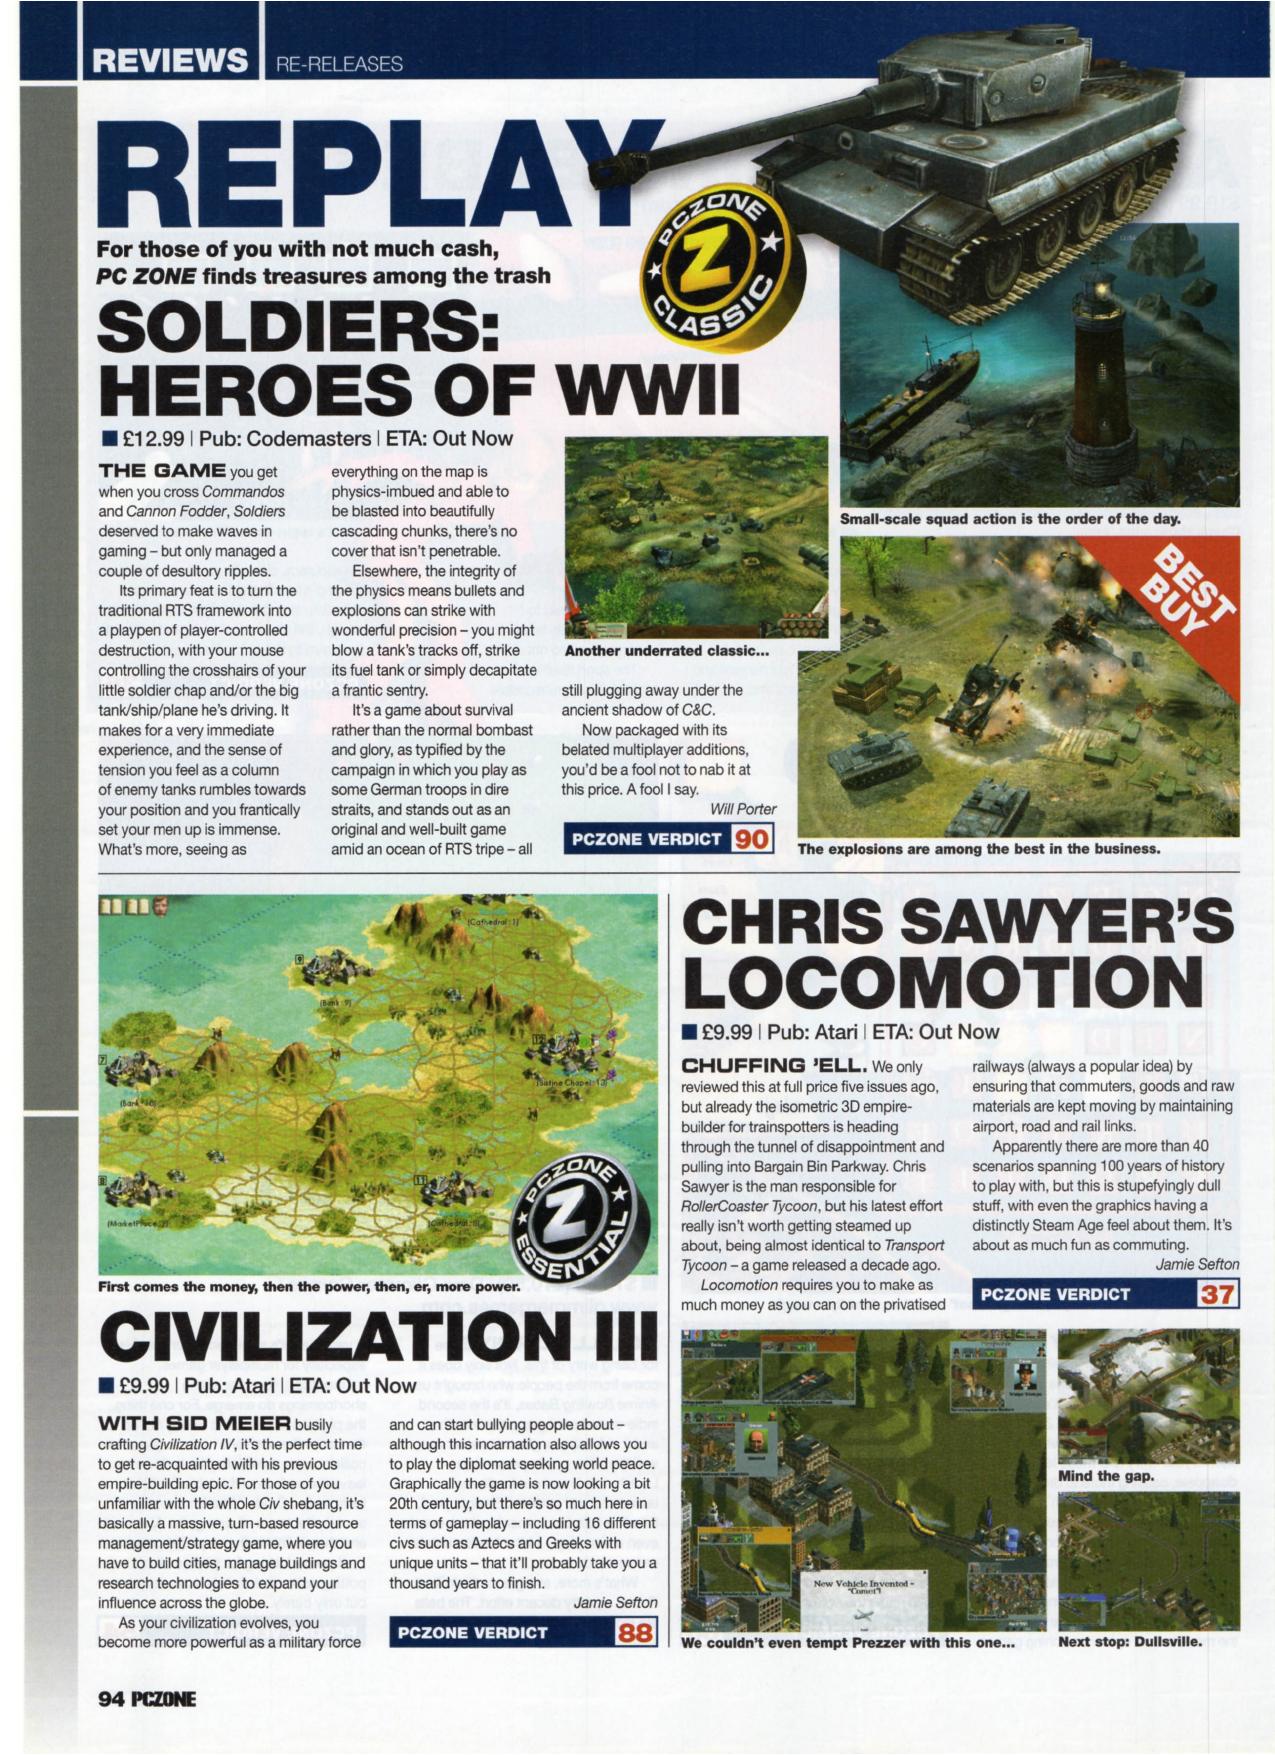 REVIEWS
RE-RELEASES
REPLAY
For those of you with not much cash,
PC ZONE finds treasures among the trash
PCZONE
Z
CLASSIC
SOLDIERS:
HEROES OF WWII
£12.99 | Pub: Codemasters | ETA: Out Now
THE GAME you get
when you cross Commandos
and Cannon Fodder, Soldiers
deserved to make waves in
gaming – but only managed a
couple of desultory ripples.
Its primary feat is to turn the
traditional RTS framework into
a playpen of player-controlled
destruction, with your mouse
controlling the crosshairs of your
little soldier chap and/or the big
tank/ship/plane he's driving. It
makes for a very immediate
experience, and the sense of
tension you feel as a column
of enemy tanks rumbles towards
your position and you frantically
set your men up is immense.
What's more, seeing as
everything on the map is
physics-imbued and able to
be blasted into beautifully
cascading chunks, there's no
cover that isn't penetrable.
Elsewhere, the integrity of
the physics means bullets and
explosions can strike with
wonderful precision – you might
blow a tank's tracks off, strike
its fuel tank or simply decapitate
a frantic sentry.
It's a game about survival
rather than the normal bombast
and glory, as typified by the
campaign in which you play as
some German troops in dire
straits, and stands out as an
original and well-built game
amid an ocean of RTS tripe – all
Another underrated classic...
still plugging away under the
ancient shadow of C&C.
Now packaged with its
belated multiplayer additions,
you'd be a fool not to nab it at
this price. A fool I say.
Will Porter
PCZONE VERDICT 90
Small-scale squad action is the order of the day.
BEST
BUY
The explosions are among the best in the business.
[Cathedral: 1]
9
[Bank: 9]
7
12
[Sistine Chapel: 13]
8
11
PCZONE
Z
ESSENTIAL
First comes the money, then the power, then, er, more power.
CIVILIZATION III
£9.99 | Pub: Atari | ETA: Out Now
WITH SID MEIER busily
crafting Civilization IV, it's the perfect time
to get re-acquainted with his previous
empire-building epic. For those of you
unfamiliar with the whole Civ shebang, it's
basically a massive, turn-based resource
management/strategy game, where you
have to build cities, manage buildings and
research technologies to expand your
influence across the globe.
As your civilization evolves, you
become more powerful as a military force
and can start bullying people about –
although this incarnation also allows you
to play the diplomat seeking world peace.
Graphically the game is now looking a bit
20th century, but there's so much here in
terms of gameplay – including 16 different
civs such as Aztecs and Greeks with
unique units – that it'll probably take you a
thousand years to finish.
Jamie Sefton
PCZONE VERDICT 88
CHRIS SAWYER'S
LOCOMOTION
£9.99 | Pub: Atari | ETA: Out Now
CHUFFING 'ELL. We only
reviewed this at full price five issues ago,
but already the isometric 3D empire-
builder for trainspotters is heading
through the tunnel of disappointment and
pulling into Bargain Bin Parkway. Chris
Sawyer is the man responsible for
RollerCoaster Tycoon, but his latest effort
really isn't worth getting steamed up
about, being almost identical to Transport
Tycoon – a game released a decade ago.
Locomotion requires you to make as
much money as you can on the privatised
railways (always a popular idea) by
ensuring that commuters, goods and raw
materials are kept moving by maintaining
airport, road and rail links.
Apparently there are more than 40
scenarios spanning 100 years of history
to play with, but this is stupefyingly dull
stuff, with even the graphics having a
distinctly Steam Age feel about them. It's
about as much fun as commuting.
Jamie Sefton
PCZONE VERDICT 37
New Vehicle Invented -
"Comet"!
We couldn't even tempt Prezzer with this one...
Mind the gap.
Next stop: Dullsville.
94 PCZONE